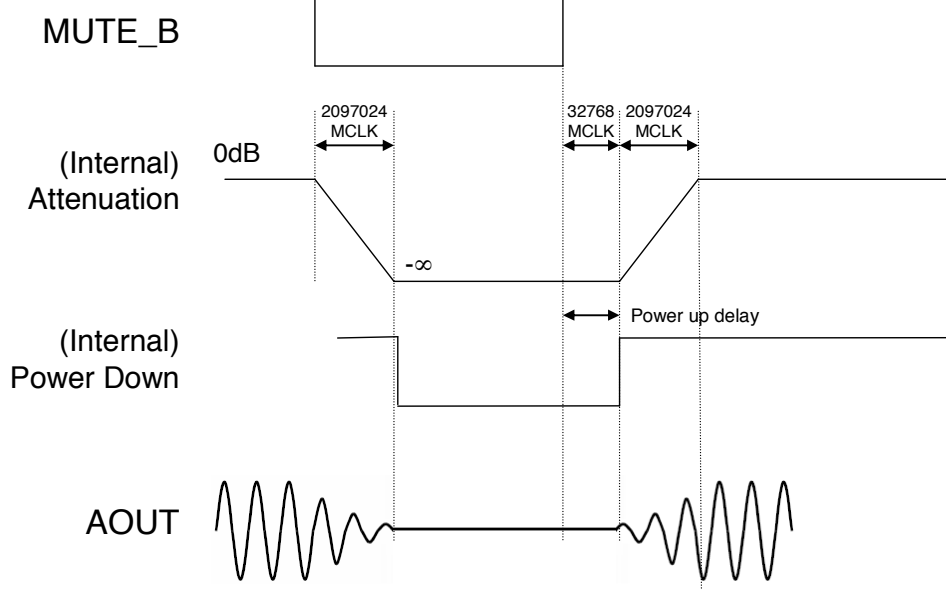 MUTE_B
2097024
MCLK
32768
MCLK
2097024
MCLK
0dB
(Internal)
Attenuation
-∞
Power up delay
(Internal)
Power Down
AOUT